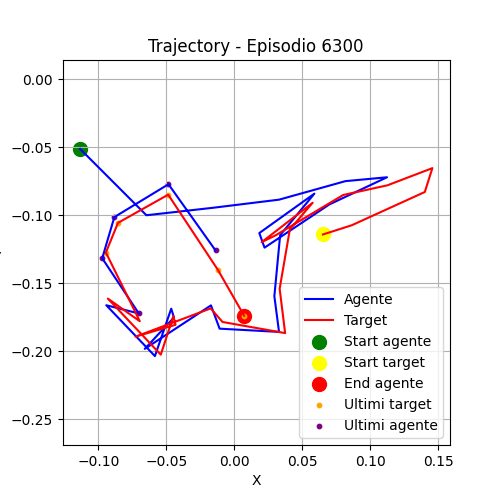 Trajectory - Episodio 6300
0.00
−0.05
−0.10
−0.15
−0.20
−0.25
−0.10
−0.05
0.00
0.05
0.10
0.15
X
Agente
Target
Start agente
Start target
End agente
Ultimi target
Ultimi agente